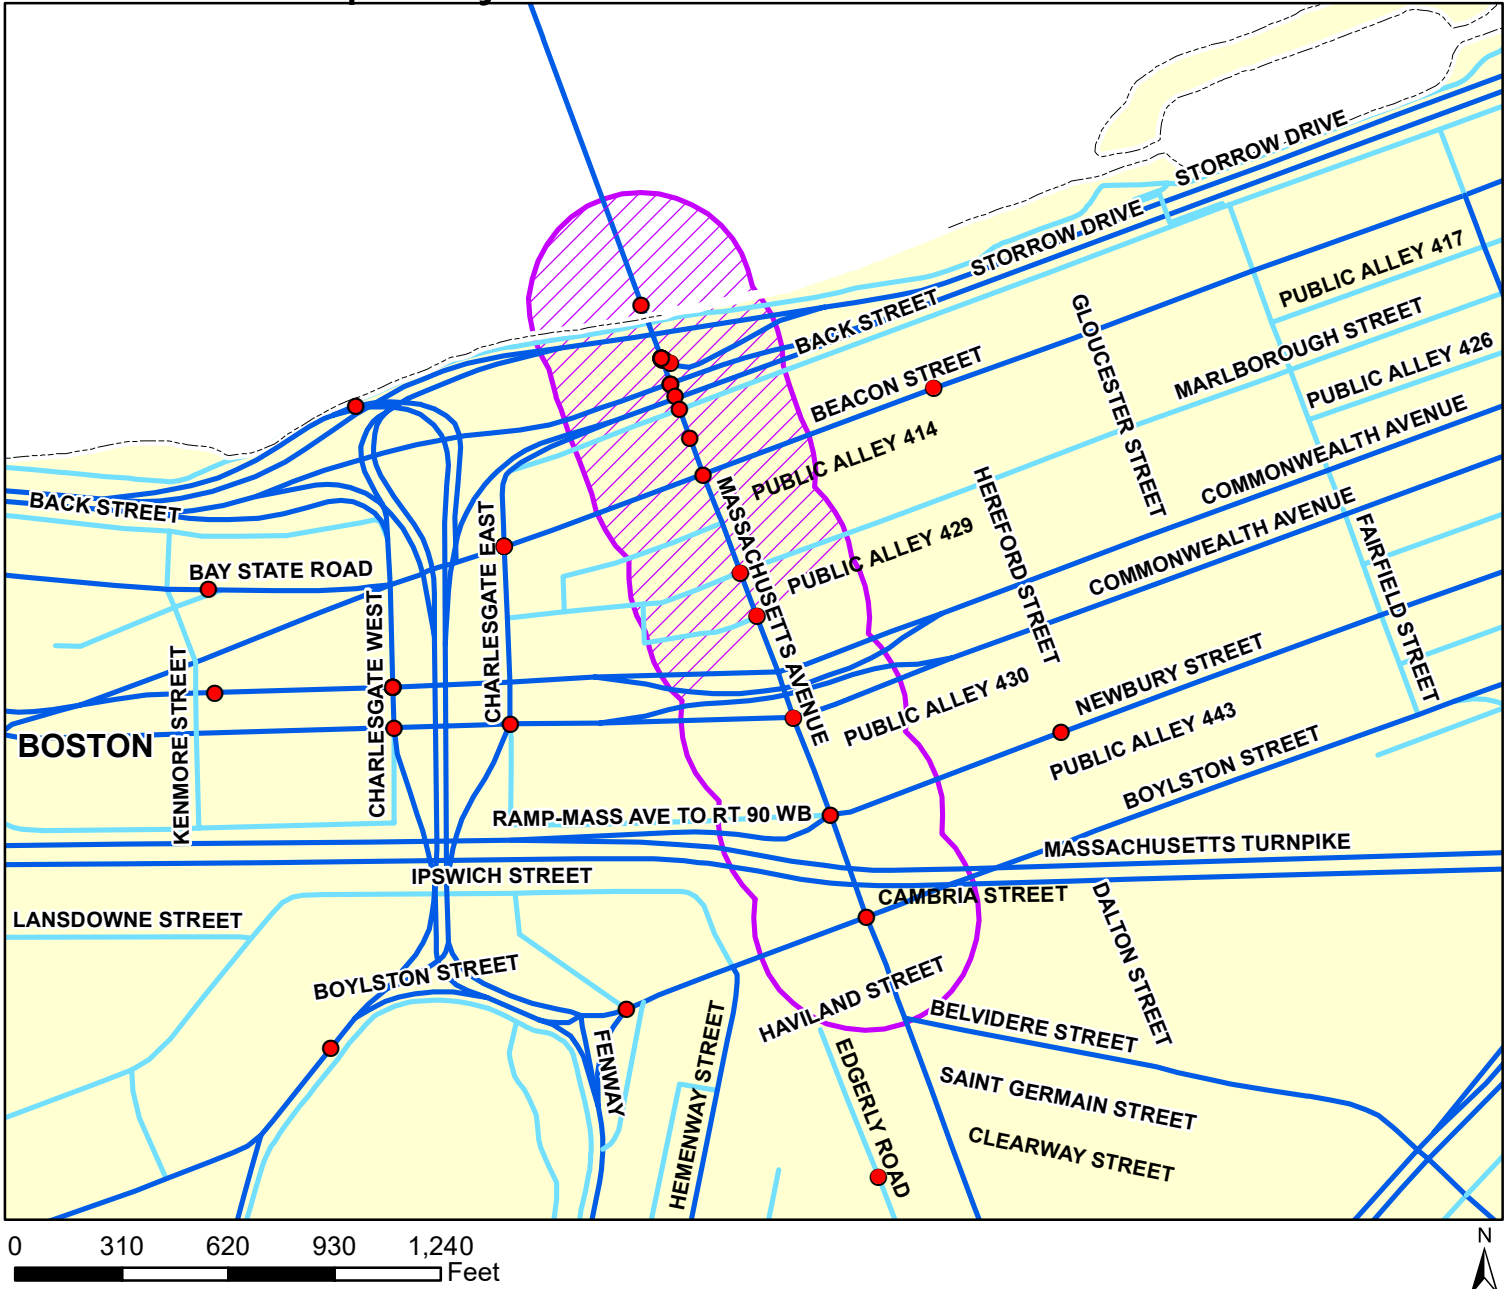 STORROW DRIVE
STORROW DRIVE
PUBLIC ALLEY 417
BACK STREET
GLOUCESTER STREET
MARLBOROUGH STREET
PUBLIC ALLEY 426
BEACON STREET
COMMONWEALTH AVENUE
PUBLIC ALLEY 414
BACK STREET
MASSACHUSETTS AVENUE
HEREFORD STREET
COMMONWEALTH AVENUE
FAIRFIELD STREET
PUBLIC ALLEY 429
BAY STATE ROAD
CHARLESGATE EAST
CHARLESGATE WEST
KENMORE STREET
NEWBURY STREET
PUBLIC ALLEY 430
PUBLIC ALLEY 443
BOSTON
BOYLSTON STREET
RAMP-MASS AVE TO RT 90 WB
MASSACHUSETTS TURNPIKE
IPSWICH STREET
CAMBRIA STREET
LANSDOWNE STREET
DALTON STREET
BOYLSTON STREET
HAVILAND STREET
BELVIDERE STREET
FENWAY
HEMENWAY STREET
EDGERLY ROAD
SAINT GERMAIN STREET
CLEARWAY STREET
0 310 620 930 1,240
Feet
N